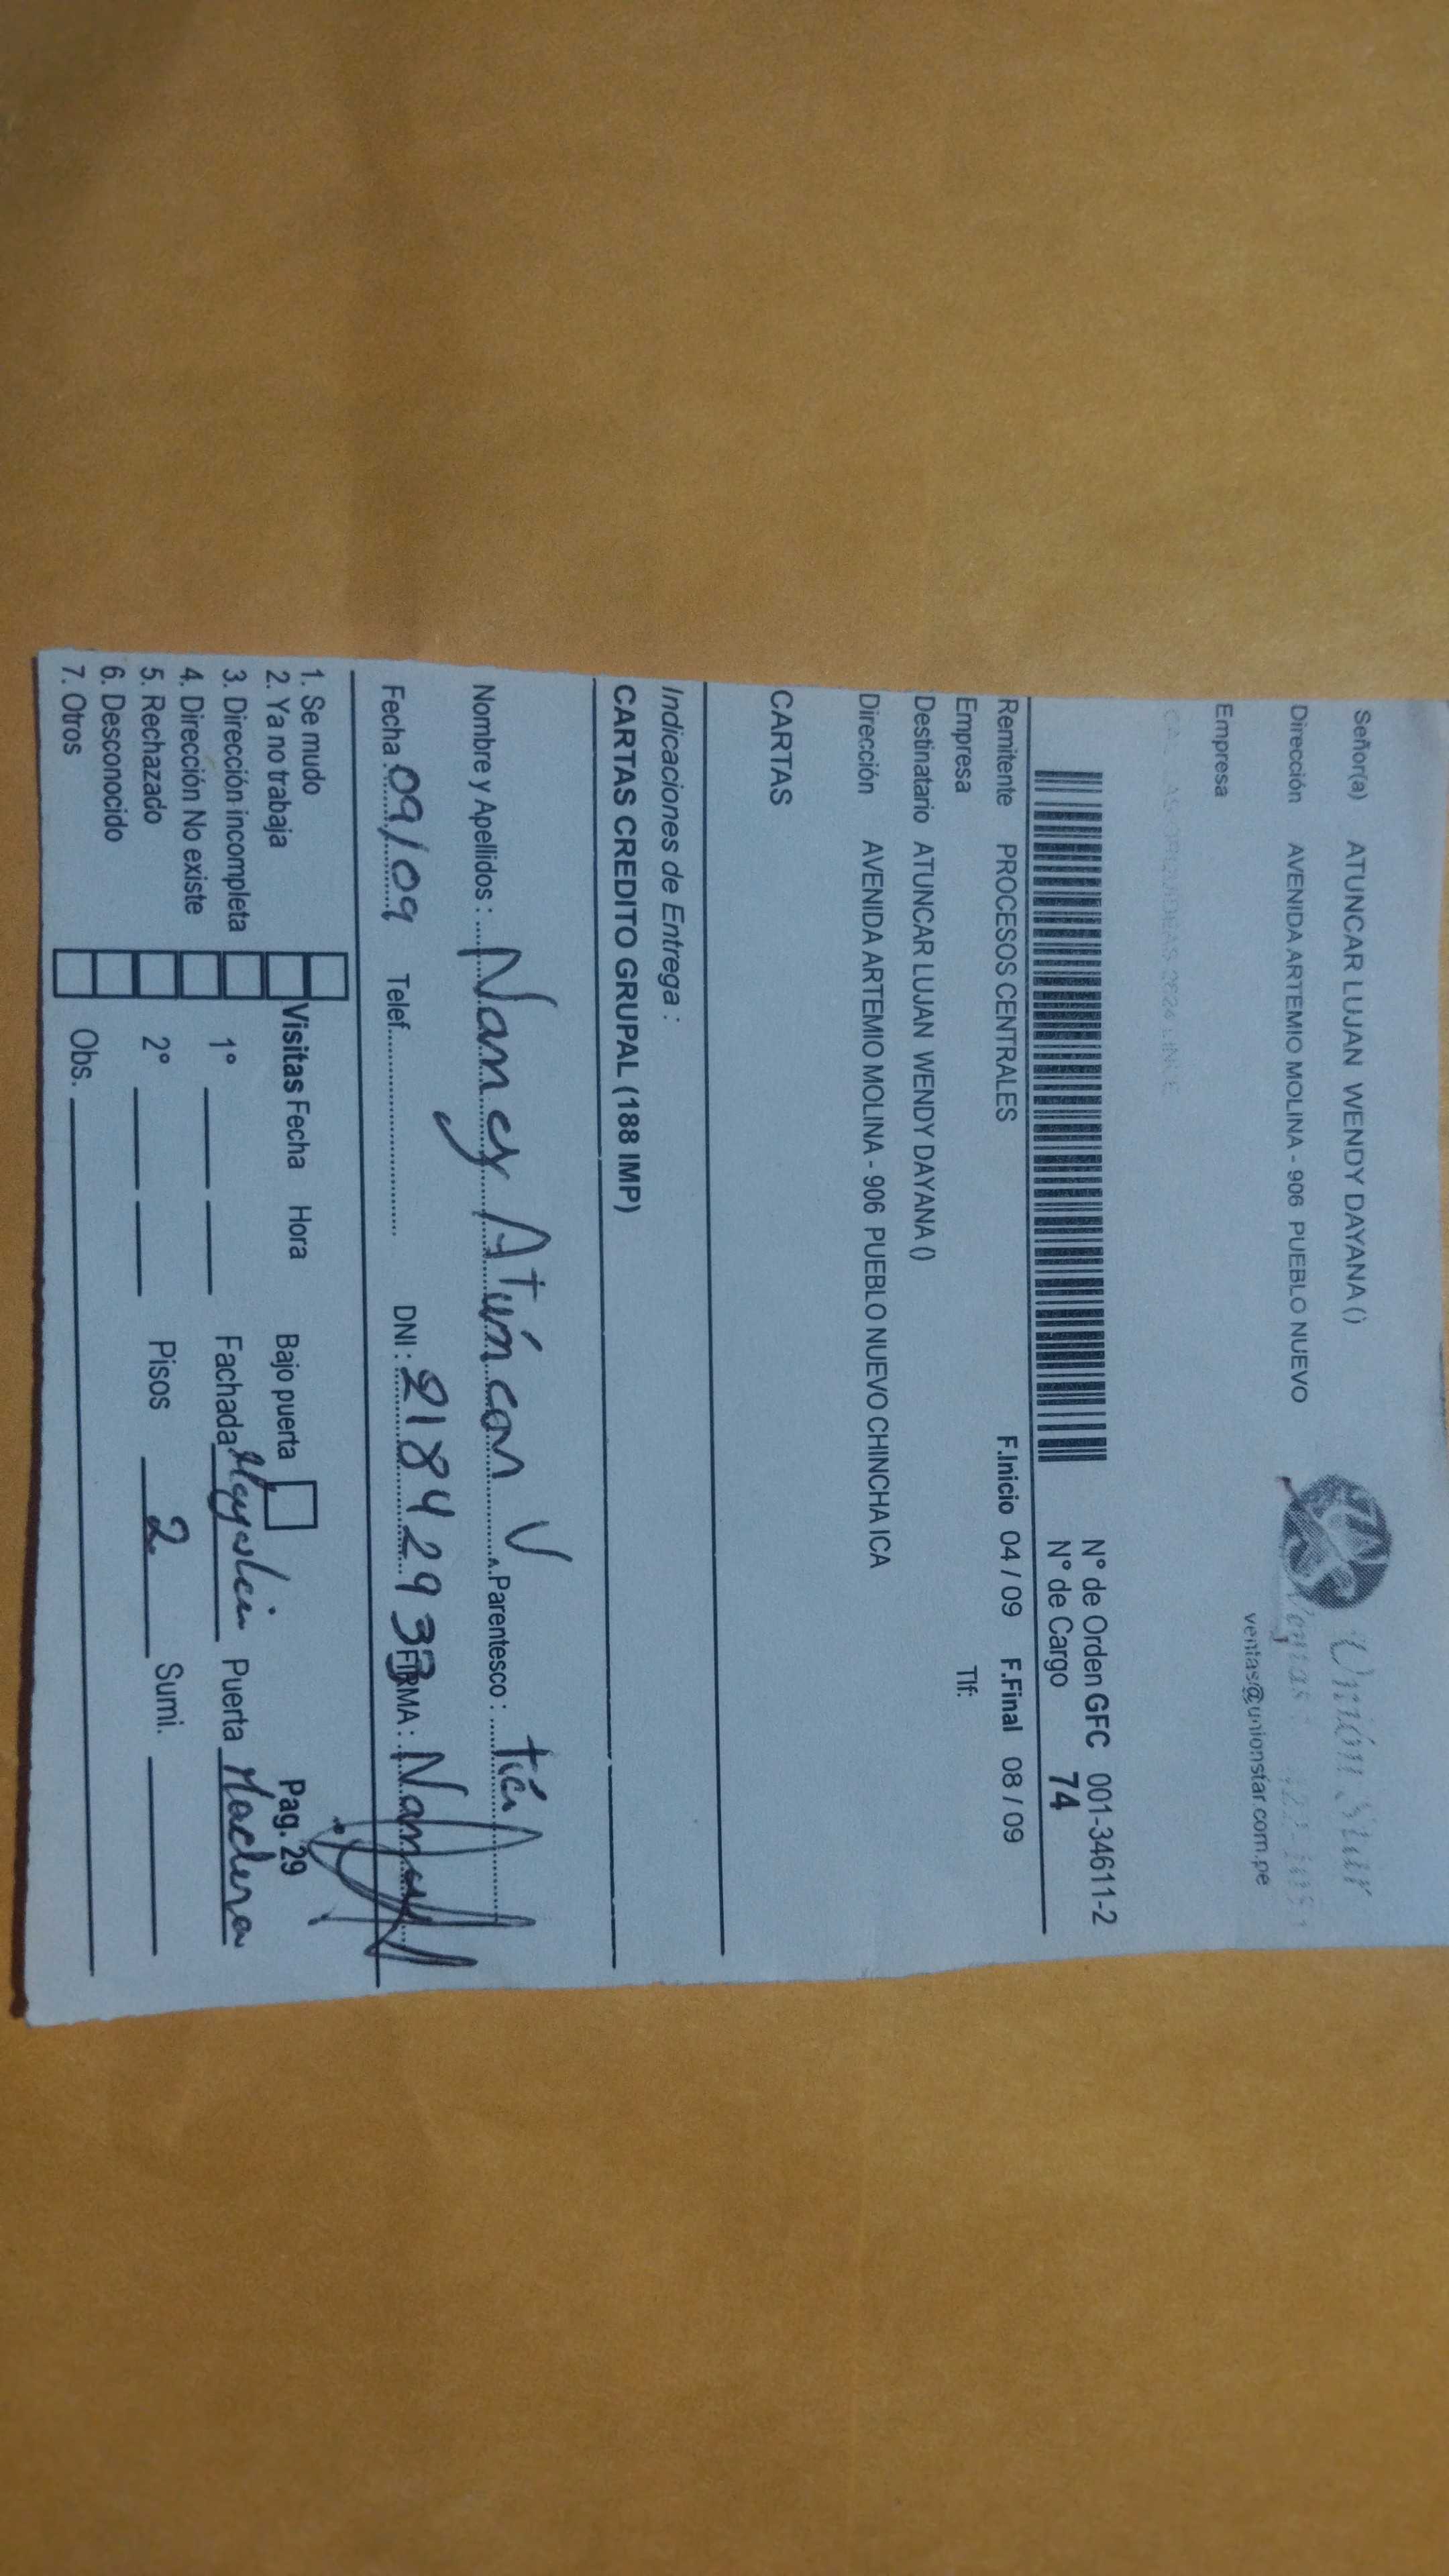 Señor(a) ATUNCAR LUJAN WENDY DAYANA ()
Dirección AVENIDA ARTEMIO MOLINA - 906 PUEBLO NUEVO
Unión Star
Ventas:
ventas@unionstar.com.pe
Empresa
N° de Orden GFC 001-34611-2
N° de Cargo 74
Remitente PROCESOS CENTRALES F.Inicio 04 / 09 F.Final 08 / 09
Empresa Tlf:
Destinatario ATUNCAR LUJAN WENDY DAYANA ()
Dirección AVENIDA ARTEMIO MOLINA - 906 PUEBLO NUEVO CHINCHA ICA
CARTAS
Indicaciones de Entrega :
CARTAS CREDITO GRUPAL (188 IMP)
Nombre y Apellidos : Nancy Atúncar V Parentesco : tía
Fecha : 09/09 Telef. DNI : 21842933 FIRMA : Nancy
1. Se mudo
2. Ya no trabaja
3. Dirección incompleta
4. Dirección No existe
5. Rechazado
6. Desconocido
7. Otros
Visitas Fecha Hora Bajo puerta Pag. 29
1° Fachada Puerta Madera
2° Pisos 2 Sumi.
Obs.